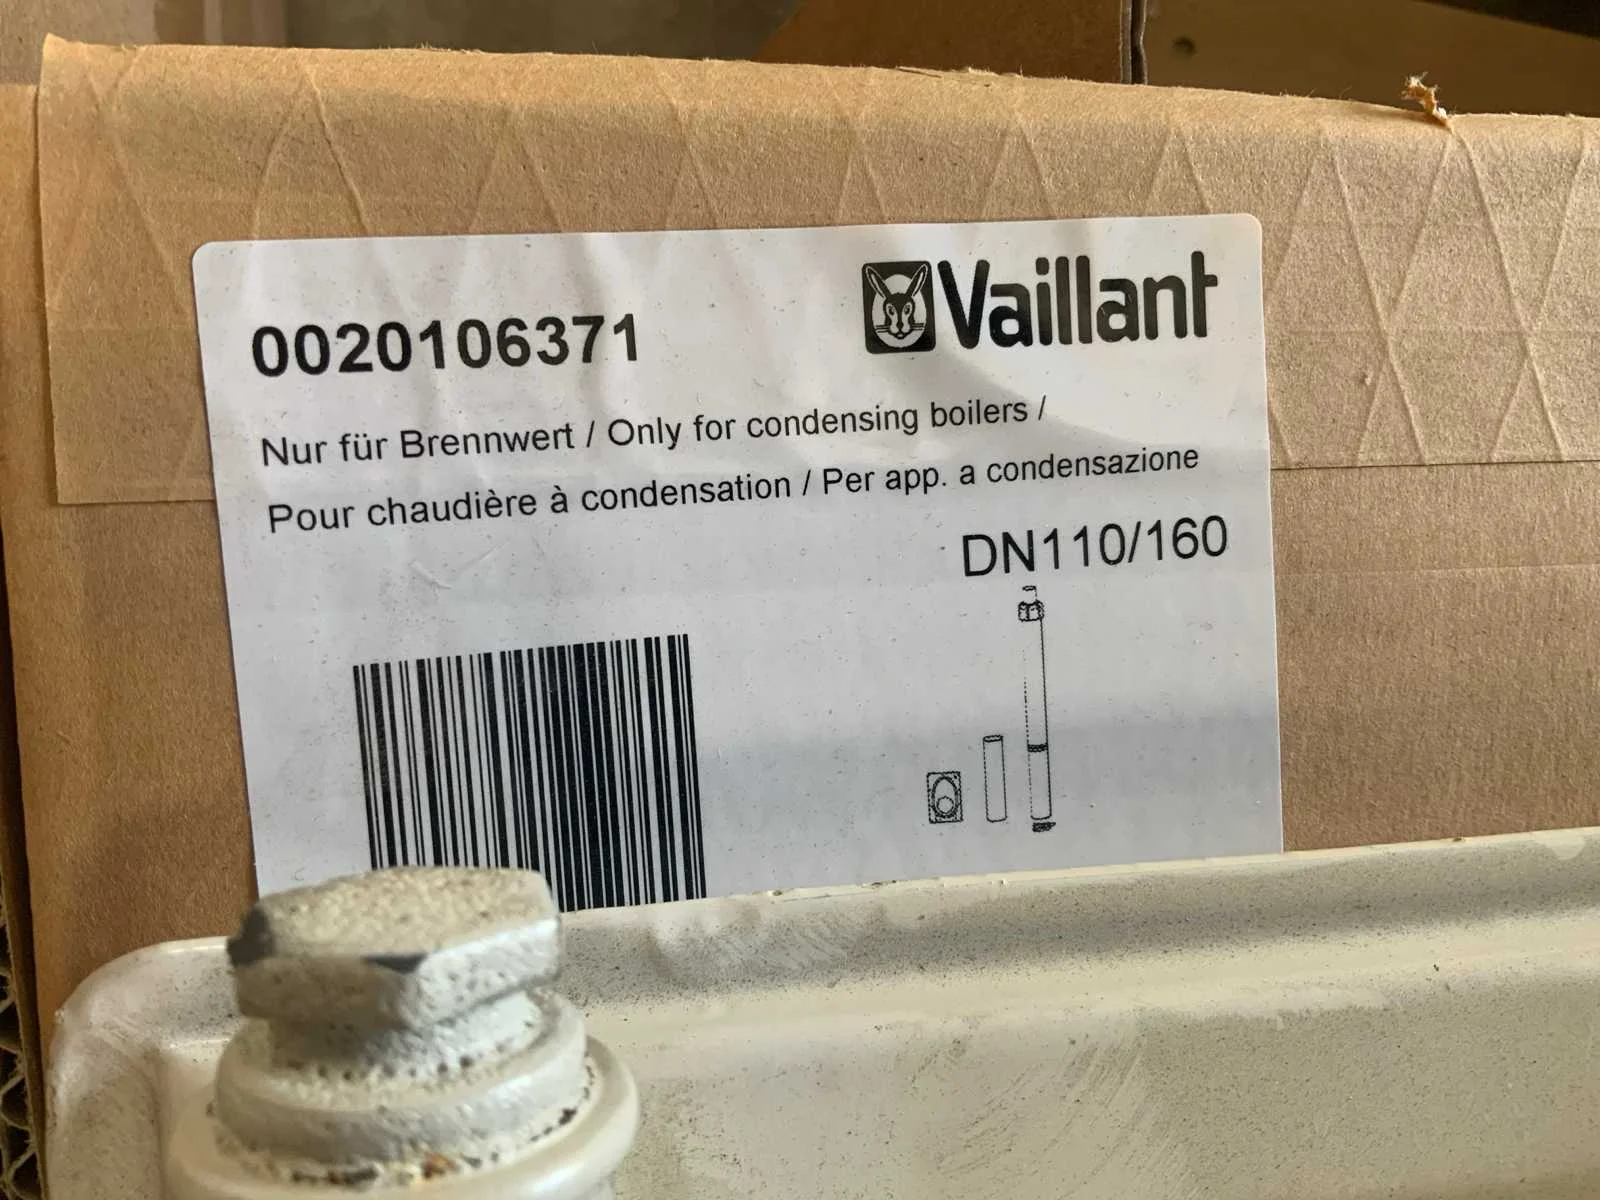 0020106371
Vaillant
Nur für Brennwert / Only for condensing boilers /
Pour chaudière à condensation / Per app. a condensazione
DN110/160